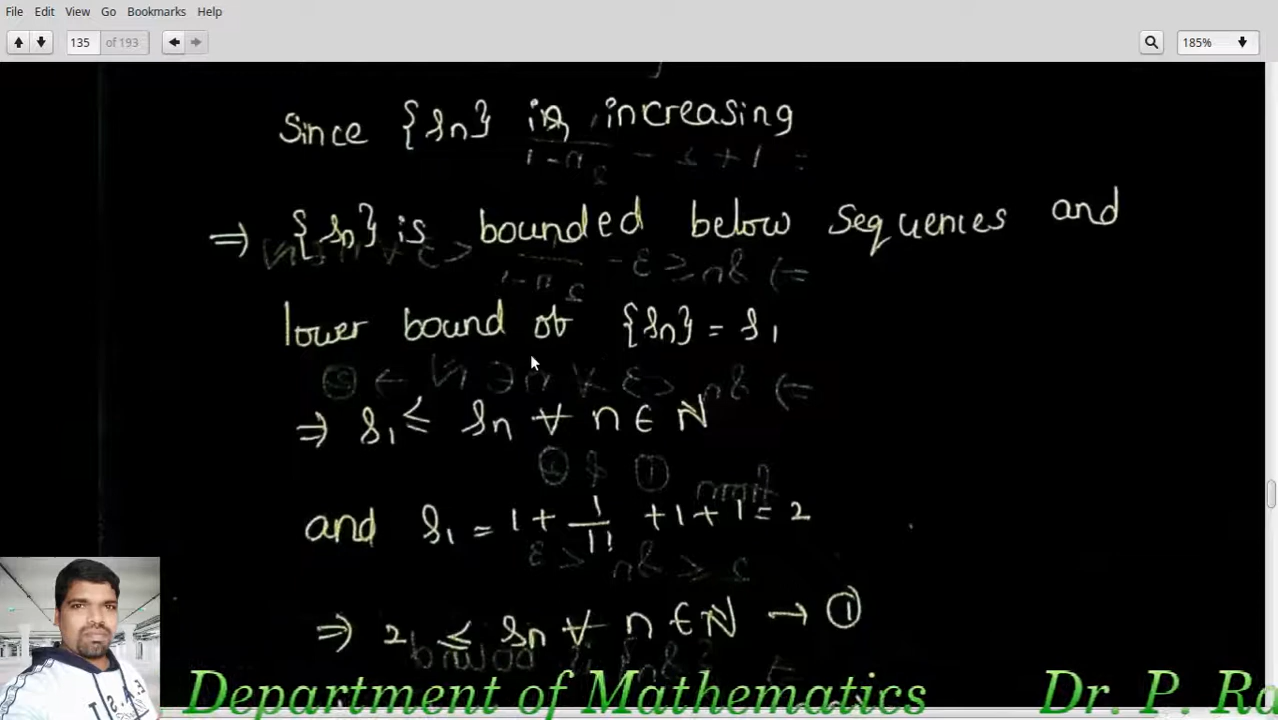 File Edit View Go Bookmarks Help
135 of 193 185%
Since {Sn} is increasing
⇒ {Sn} is bounded below sequences and
lower bound of {Sn} = S1
⇒ S1 ≤ Sn ∀ n ∈ N
and S1 = 1 + 1/1! + 1 + 1 = 2
⇒ 2 ≤ Sn ∀ n ∈ N → ①
Department of Mathematics Dr. P. Ra